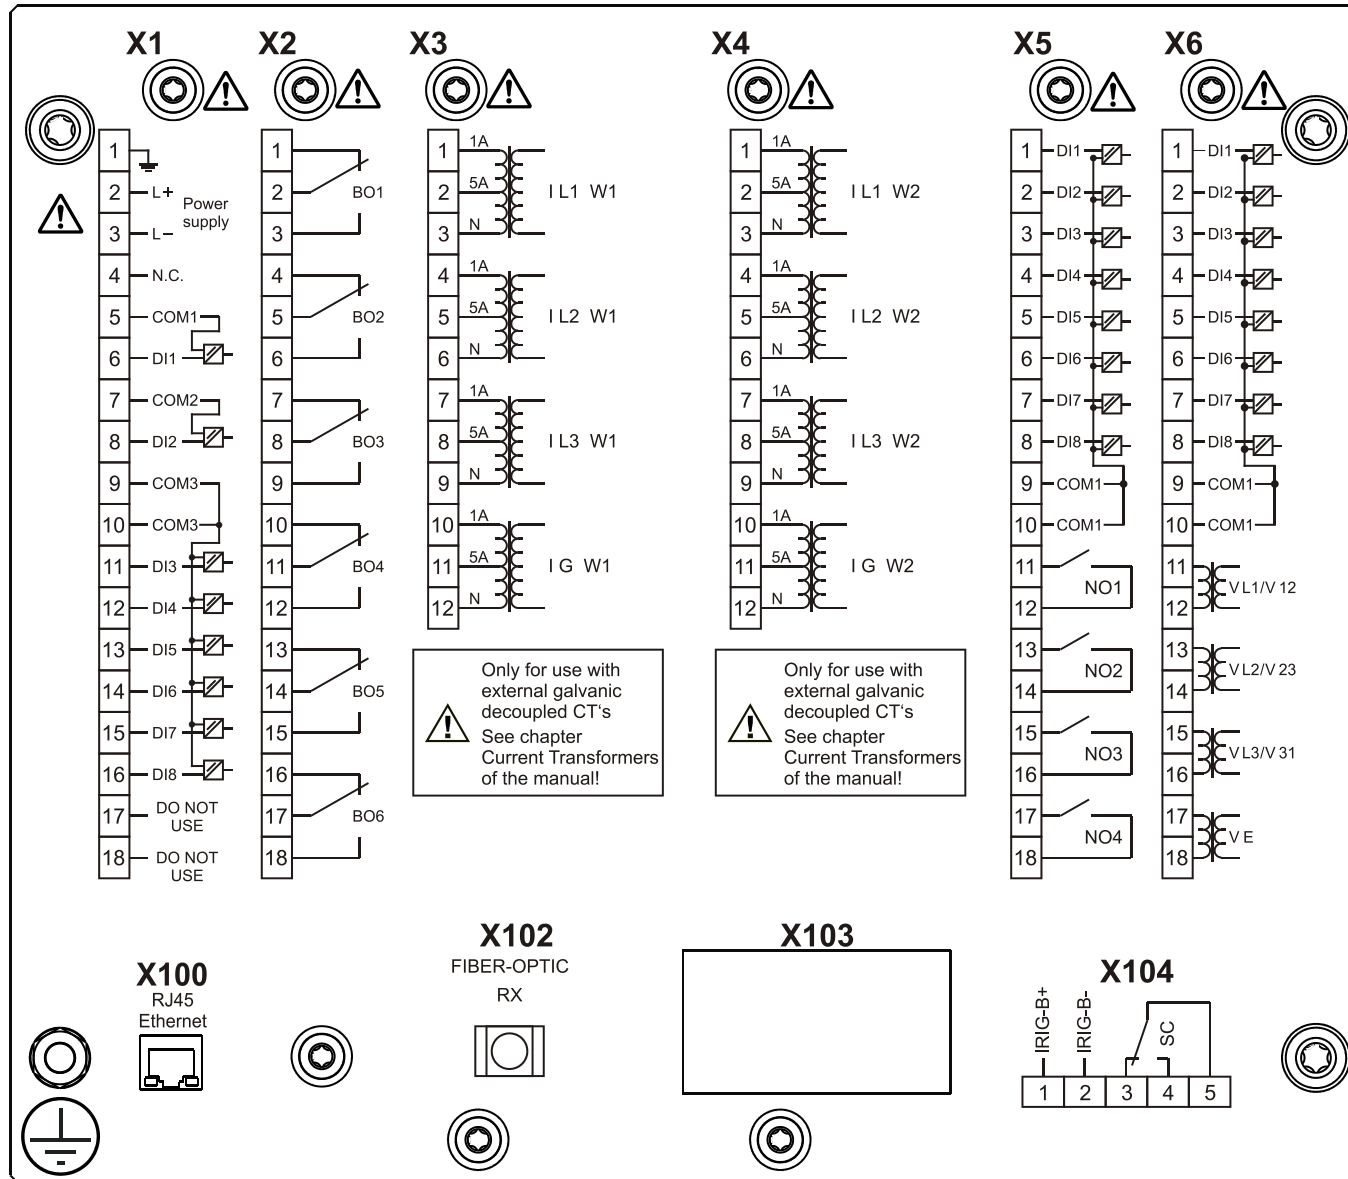 X1 X2 X3 X4 X5 X6
1
2 L+
3 L–
Power
supply
4 N.C.
5 COM1
6 DI1
7 COM2
8 DI2
9 COM3
10 COM3
11 DI3
12 DI4
13 DI5
14 DI6
15 DI7
16 DI8
17 DO NOT
USE
18 DO NOT
USE
1
2 BO1
3
4
5 BO2
6
7
8 BO3
9
10
11 BO4
12
13
14 BO5
15
16
17 BO6
18
1 1A
2 5A I L1 W1
3 N
4 1A
5 5A I L2 W1
6 N
7 1A
8 5A I L3 W1
9 N
10 1A
11 5A I G W1
12 N
Only for use with
external galvanic
decoupled CT‘s
See chapter
Current Transformers
of the manual!
1 1A
2 5A I L1 W2
3 N
4 1A
5 5A I L2 W2
6 N
7 1A
8 5A I L3 W2
9 N
10 1A
11 5A I G W2
12 N
Only for use with
external galvanic
decoupled CT‘s
See chapter
Current Transformers
of the manual!
1 DI1
2 DI2
3 DI3
4 DI4
5 DI5
6 DI6
7 DI7
8 DI8
9 COM1
10 COM1
11
NO1
12
13
NO2
14
15
NO3
16
17
NO4
18
1 DI1
2 DI2
3 DI3
4 DI4
5 DI5
6 DI6
7 DI7
8 DI8
9 COM1
10 COM1
11
V L1/V 12
12
13
V L2/V 23
14
15
V L3/V 31
16
17
V E
18
X100
RJ45
Ethernet
X102
FIBER-OPTIC
RX
X103
X104
IRIG-B+
IRIG-B-
SC
1 2 3 4 5